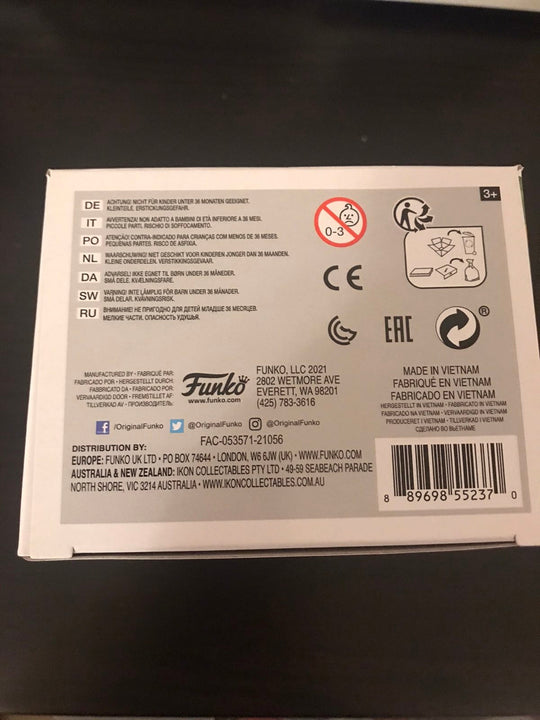 3+
DE ACHTUNG! NICHT FÜR KINDER UNTER 36 MONATEN GEEIGNET.
KLEINTEILE. ERSTICKUNGSGEFAHR.
IT AVVERTENZA! NON ADATTO A BAMBINI DI ETÀ INFERIORE A 36 MESI.
PICCOLE PARTI. RISCHIO DI SOFFOCAMENTO.
PO ATENCÃO! CONTRA-INDICADO PARA CRIANÇAS COM MENOS DE 36 MESES.
PEQUENAS PARTES. RISCO DE ASFIXIA.
NL WAARSCHUWING! NIET GESCHIKT VOOR KINDEREN JONGER DAN 36 MAANDEN.
KLEINE ONDERDELEN. VERSTIKKINGSGEVAAR.
DA ADVARSEL! IKKE EGNET TIL BØRN UNDER 36 MÅNEDER.
SMÅ DELE. KVÆLNINGSFARE.
SW VARNING! INTE LÄMPLIG FÖR BARN UNDER 36 MÅNADER.
SMÅ DELAR. KVÄVNINGSRISK.
RU ВНИМАНИЕ! НЕ ПРИГОДНО ДЛЯ ДЕТЕЙ МЛАДШЕ 36 МЕСЯЦЕВ.
МЕЛКИЕ ЧАСТИ. ОПАСНОСТЬ УДУШЬЯ.
0-3
CE
EAC
®
MANUFACTURED BY • FABRIQUÉ PAR:
FABRICADO POR • HERGESTELLT DURCH:
FABBRICATO DA • FABRICADO POR:
VERVAARDIGD DOOR • FREMSTILLET AF:
TILLVERKAD AV • ПРОИЗВОДИТЕЛЬ:
Funko
www.funko.com
FUNKO, LLC 2021
2802 WETMORE AVE
EVERETT, WA 98201
(425) 783-3616
MADE IN VIETNAM
FABRIQUÉ EN VIETNAM
FABRICADO EN VIETNAM
HERGESTELLT IN VIETNAM • FABBRICATO IN VIETNAM
FABRICADO NA VIETNAM • VERVAARDIGD IN VIETNAM
PRODUCERET I VIETNAM • TILLVERKAD I VIETNAM
СДЕЛАНО ВО ВЬЕТНАМЕ
f /OriginalFunko @OriginalFunko @OriginalFunko
FAC-053571-21056
DISTRIBUTION BY:
EUROPE: FUNKO UK LTD • PO BOX 74644 • LONDON, W6 6JW (UK) • WWW.FUNKO.COM
AUSTRALIA & NEW ZEALAND: IKON COLLECTABLES PTY LTD • 49-59 SEABEACH PARADE
NORTH SHORE, VIC 3214 AUSTRALIA • WWW.IKONCOLLECTABLES.COM.AU
8 89698 55237 0